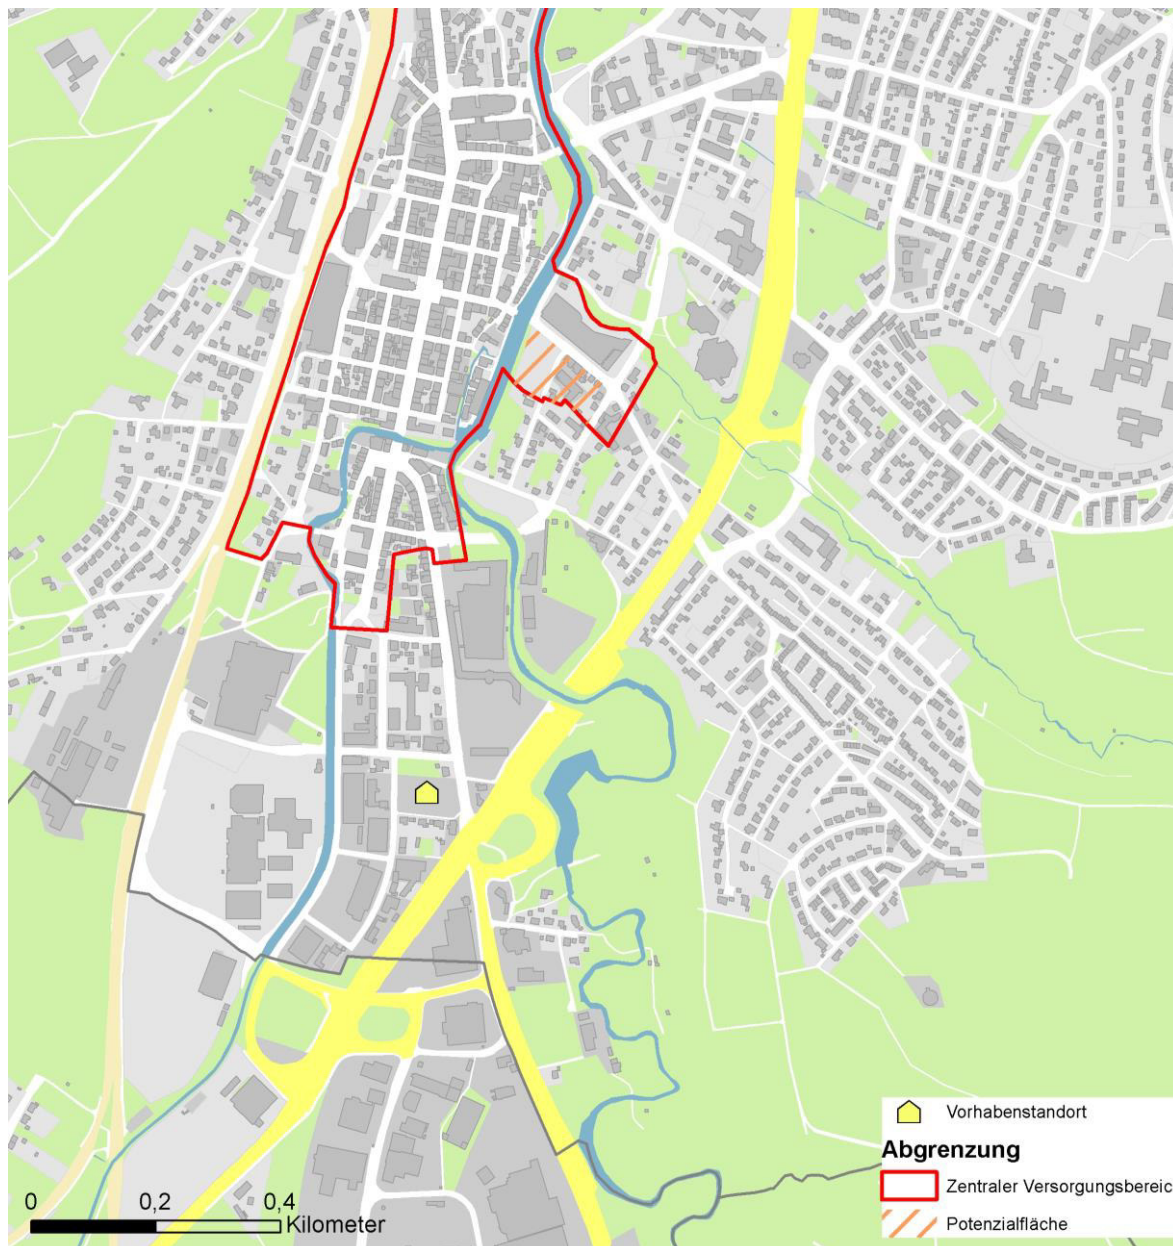 Vorhabenstandort
Abgrenzung
Zentraler Versorgungsbereic
Potenzialfläche
0 0,2 0,4
Kilometer